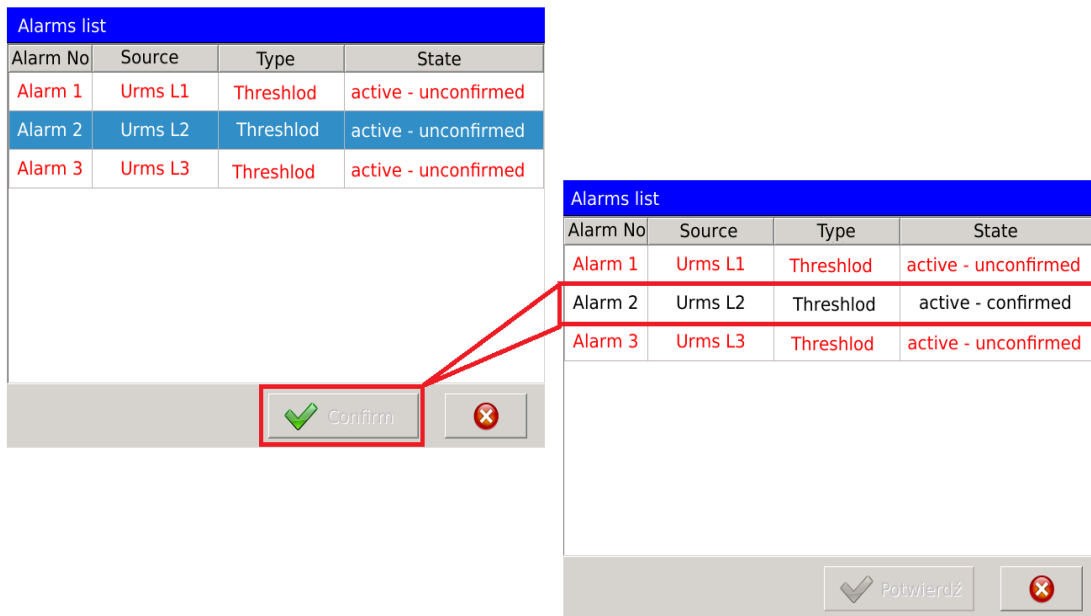 Alarms list
Alarm No Source Type State
Alarm 1 Urms L1 Threshlod active - unconfirmed
Alarm 2 Urms L2 Threshlod active - unconfirmed
Alarm 3 Urms L3 Threshlod active - unconfirmed
Confirm
Alarms list
Alarm No Source Type State
Alarm 1 Urms L1 Threshlod active - unconfirmed
Alarm 2 Urms L2 Threshlod active - confirmed
Alarm 3 Urms L3 Threshlod active - unconfirmed
Potwierdź